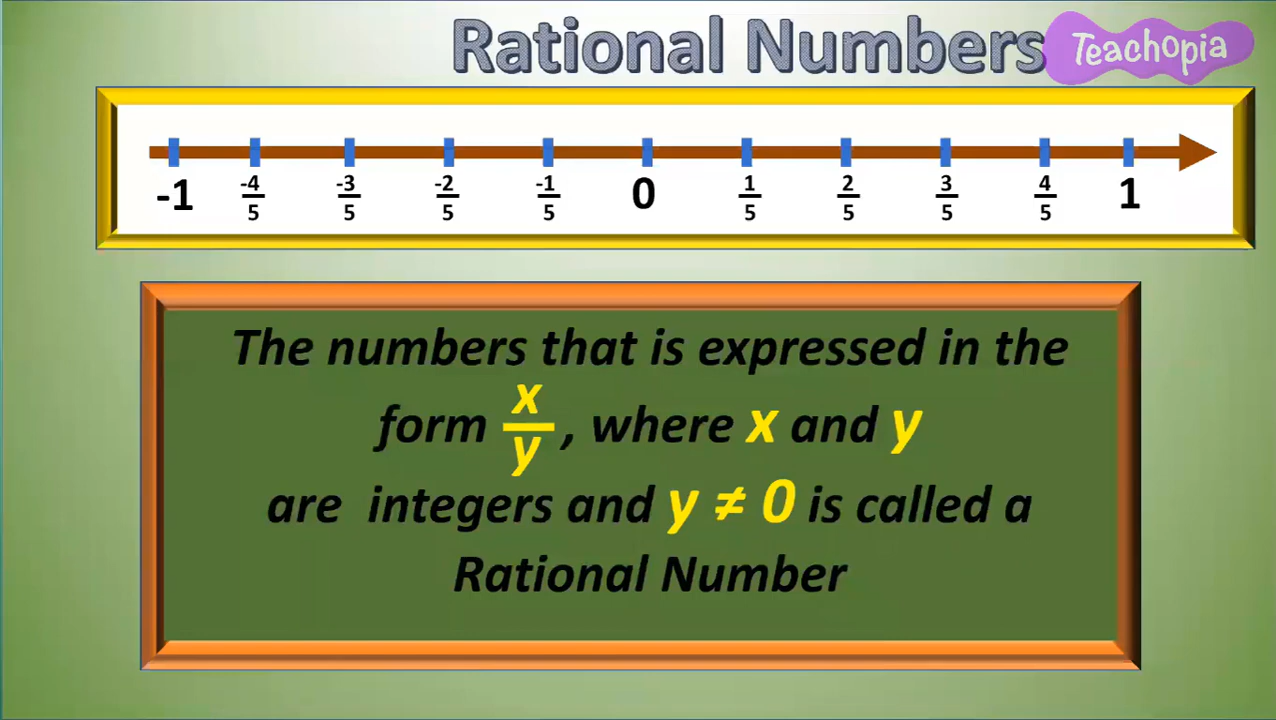 Rational Numbers
Teachopia
-1 -4/5 -3/5 -2/5 -1/5 0 1/5 2/5 3/5 4/5 1
The numbers that is expressed in the
form x/y , where x and y
are integers and y ≠ 0 is called a
Rational Number